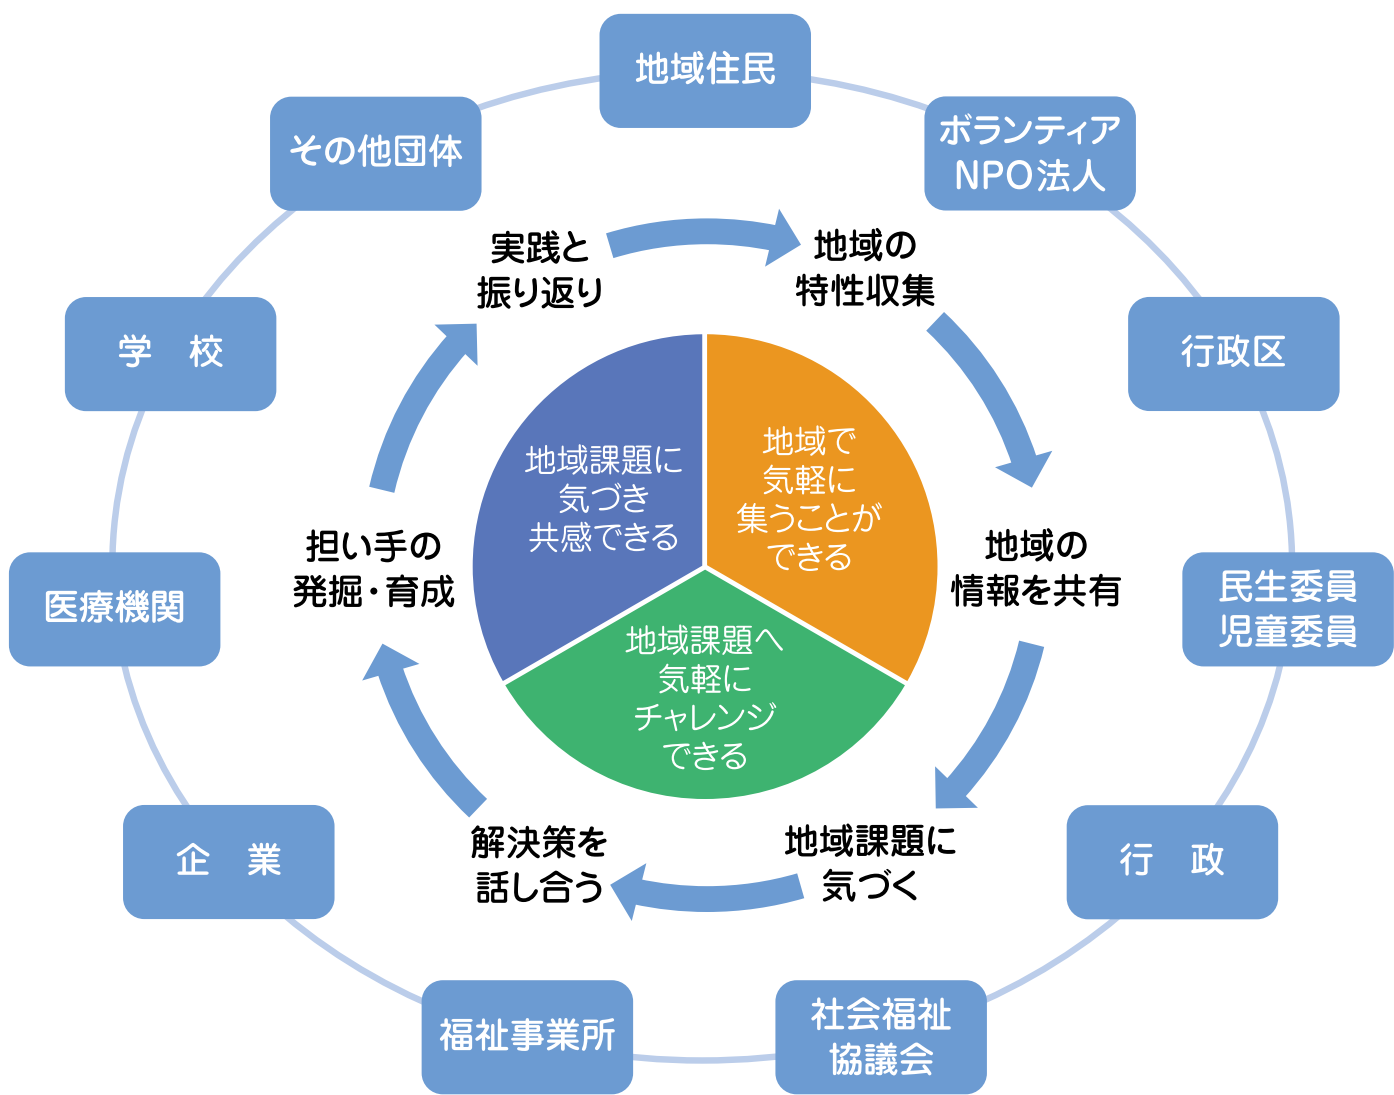 地域住民
ボランティア
NPO法人
行政区
民生委員
児童委員
行　政
社会福祉
協議会
福祉事業所
企　業
医療機関
学　校
その他団体
実践と
振り返り
地域の
特性収集
地域の
情報を共有
地域課題に
気づく
解決策を
話し合う
担い手の
発掘・育成
地域課題に
気づき
共感できる
地域で
気軽に
集うことが
できる
地域課題へ
気軽に
チャレンジ
できる